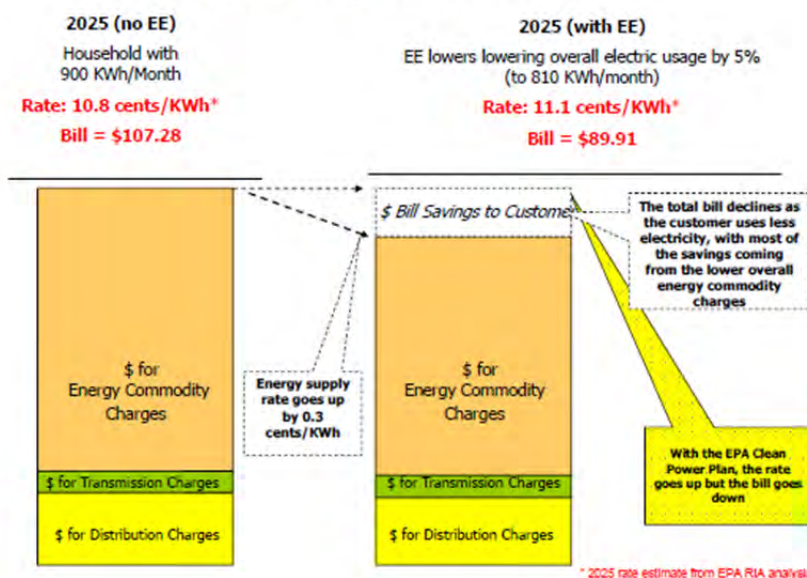 2025 (no EE)
Household with
900 KWh/Month
Rate: 10.8 cents/KWh*
Bill = $107.28
2025 (with EE)
EE lowers lowering overall electric usage by 5%
(to 810 KWh/month)
Rate: 11.1 cents/KWh*
Bill = $89.91
$ for
Energy Commodity
Charges
$ for Transmission Charges
$ for Distribution Charges
Energy supply
rate goes up
by 0.3
cents/KWh
$ Bill Savings to Custome
$ for
Energy Commodity
Charges
$ for Transmission Charges
$ for Distribution Charges
The total bill declines as
the customer uses less
electricity, with most of
the savings coming
from the lower overall
energy commodity
charges
With the EPA Clean
Power Plan, the rate
goes up but the bill goes
down
* 2025 rate estimate from EPA RIA analysi